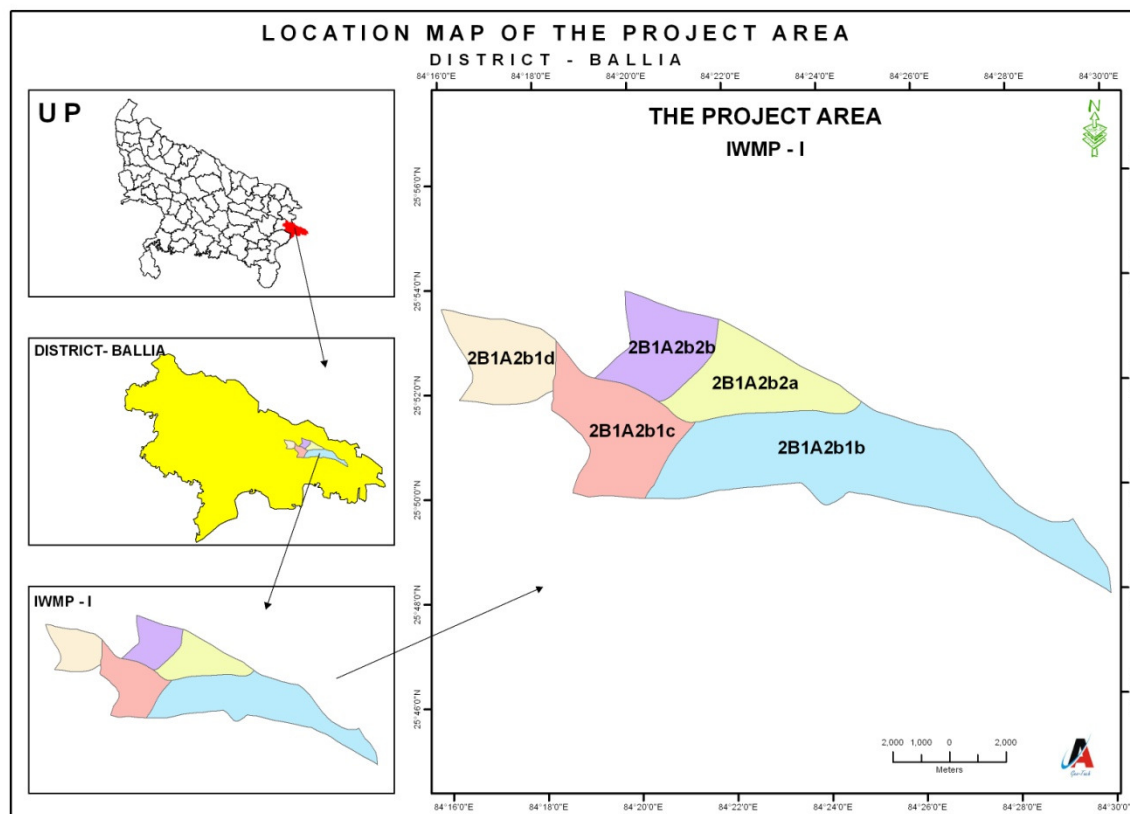 LOCATION MAP OF THE PROJECT AREA
DISTRICT - BALLIA
UP
DISTRICT- BALLIA
IWMP - I
84°16'0"E 84°18'0"E 84°20'0"E 84°22'0"E 84°24'0"E 84°26'0"E 84°28'0"E 84°30'0"E
THE PROJECT AREA
IWMP - I
N
25°56'0"N
25°54'0"N
25°52'0"N
25°50'0"N
25°48'0"N
25°46'0"N
2B1A2b1d
2B1A2b2b
2B1A2b2a
2B1A2b1c
2B1A2b1b
2,000 1,000 0 2,000
Meters
84°16'0"E 84°18'0"E 84°20'0"E 84°22'0"E 84°24'0"E 84°26'0"E 84°28'0"E 84°30'0"E